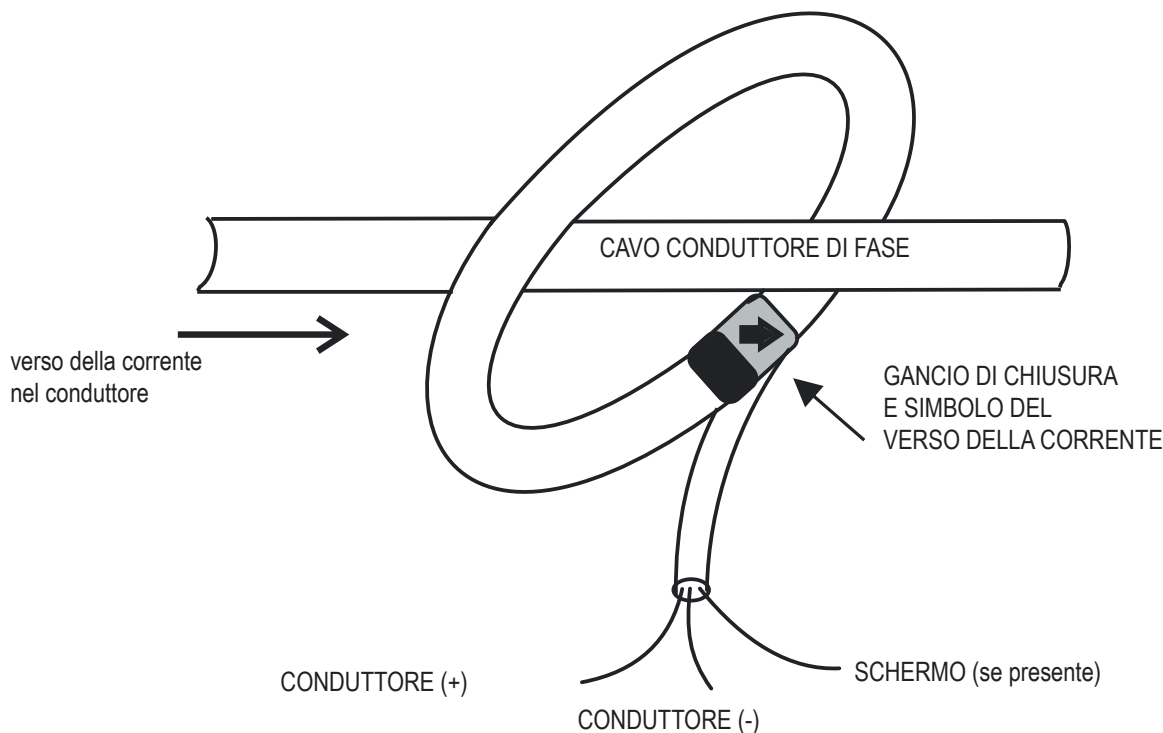 CAVO CONDUTTORE DI FASE
verso della corrente
nel conduttore
GANCIO DI CHIUSURA
E SIMBOLO DEL
VERSO DELLA CORRENTE
CONDUTTORE (+)
SCHERMO (se presente)
CONDUTTORE (-)